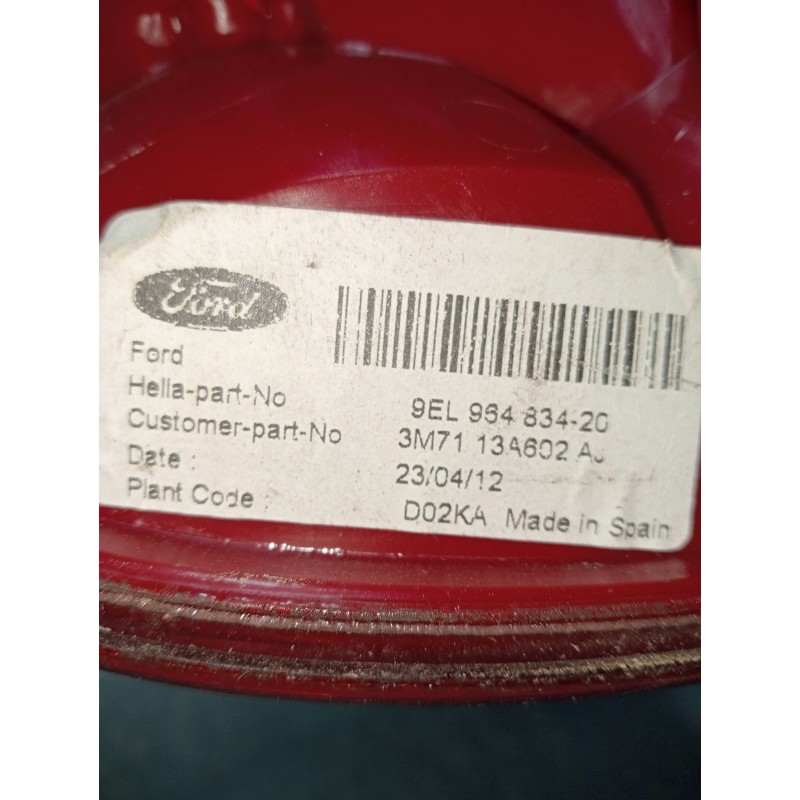 Ford
Ford
Hella-part-No 9EL 964 834-20
Customer-part-No 3M71 13A602 AJ
Date : 23/04/12
Plant Code : D02KA Made in Spain